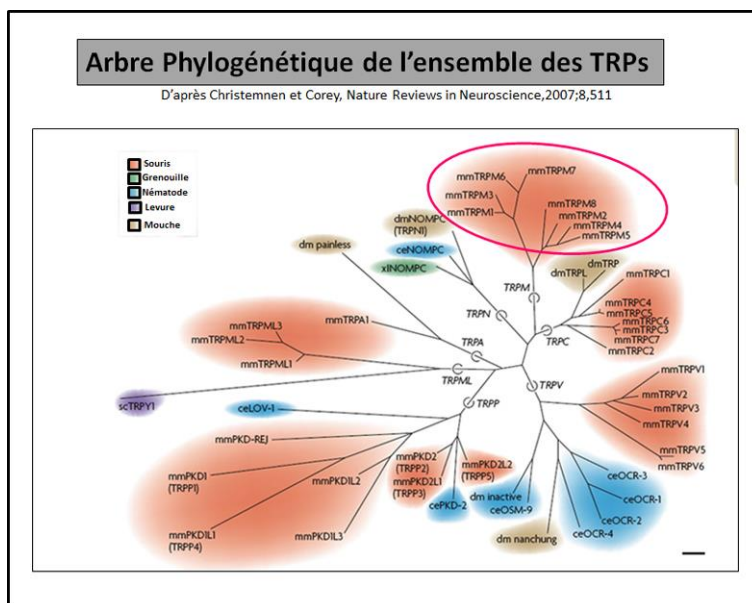 Arbre Phylogénétique de l'ensemble des TRPs
D'après Christemnen et Corey, Nature Reviews in Neuroscience,2007;8,511
Souris
Grenouille
Nématode
Levure
Mouche
mmTRPM6
mmTRPM7
mmTRPM3
mmTRPM1
mmTRPM8
mmTRPM2
mmTRPM4
mmTRPM5
dmNOMPC
(TRPN1)
ceNOMPC
xlNOMPC
dm painless
dmTRPL
dmTRP
mmTRPC1
mmTRPC4
mmTRPC5
mmTRPC6
mmTRPC3
mmTRPC7
mmTRPC2
TRPM
TRPN
TRPC
TRPA
TRPML
TRPP
TRPV
mmTRPML3
mmTRPML2
mmTRPML1
mmTRPA1
scTRPY1
ceLOV-1
mmTRPV1
mmTRPV2
mmTRPV3
mmTRPV4
mmTRPV5
mmTRPV6
mmPKD-REJ
mmPKD1
(TRPP1)
mmPKD1L2
mmPKD1L1
(TRPP4)
mmPKD1L3
mmPKD2
(TRPP2)
mmPKD2L1
(TRPP3)
mmPKD2L2
(TRPP5)
cePKD-2
dm inactive
ceOSM-9
dm nanchung
ceOCR-3
ceOCR-1
ceOCR-2
ceOCR-4